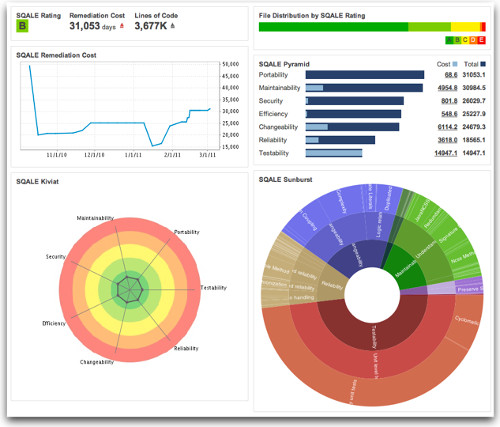 SQALE Rating
B
Remediation Cost
31,053 days
Lines of Code
3,677K
File Distribution by SQALE Rating
A B C D E
SQALE Remediation Cost
50,000
45,000
40,000
35,000
30,000
25,000
20,000
15,000
11/1/10 12/1/10 1/1/11 2/1/11 3/1/11
SQALE Pyramid
Cost Total
Portability 68.6 31053.1
Maintainability 4954.8 30984.5
Security 801.8 26029.7
Efficiency 548.6 25227.9
Changeability 6114.2 24679.3
Reliability 3618.0 18565.1
Testability 14947.1 14947.1
SQALE Kiviat
Maintainability
Portability
Security
Testability
Efficiency
Reliability
Changeability
SQALE Sunburst
Complexity
Coupling
Reliability
Testability
Unit level